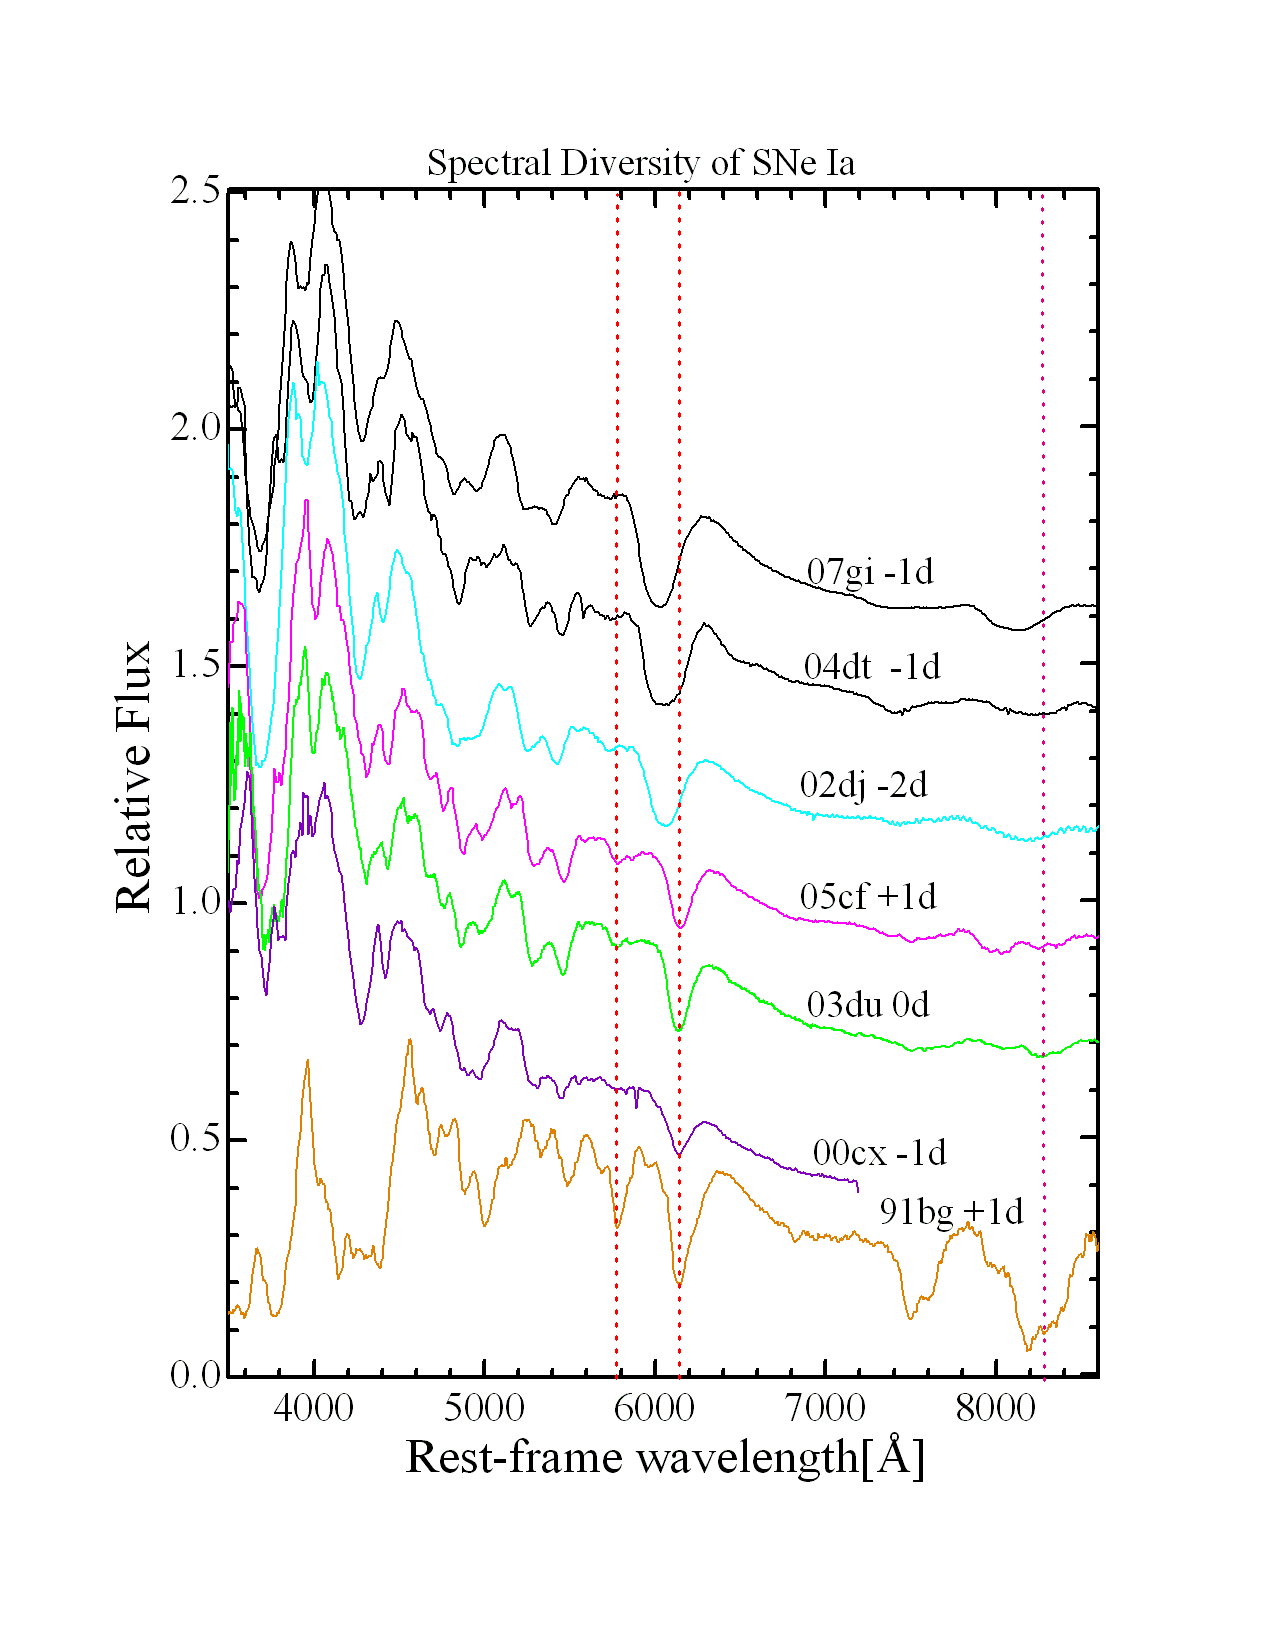 Spectral Diversity of SNe Ia
2.5
2.0
1.5
1.0
0.5
0.0
Relative Flux
07gi -1d
04dt -1d
02dj -2d
05cf +1d
03du 0d
00cx -1d
91bg +1d
4000 5000 6000 7000 8000
Rest-frame wavelength[Å]